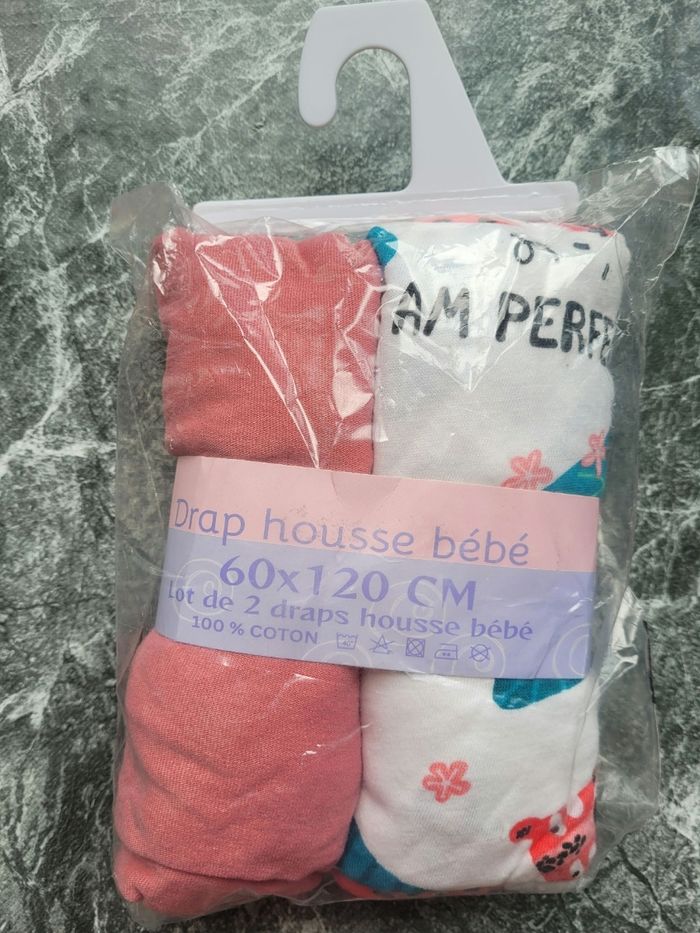 AM PERFE
Drap housse bébé
60x120 CM
Lot de 2 draps housse bébé
100 % COTON